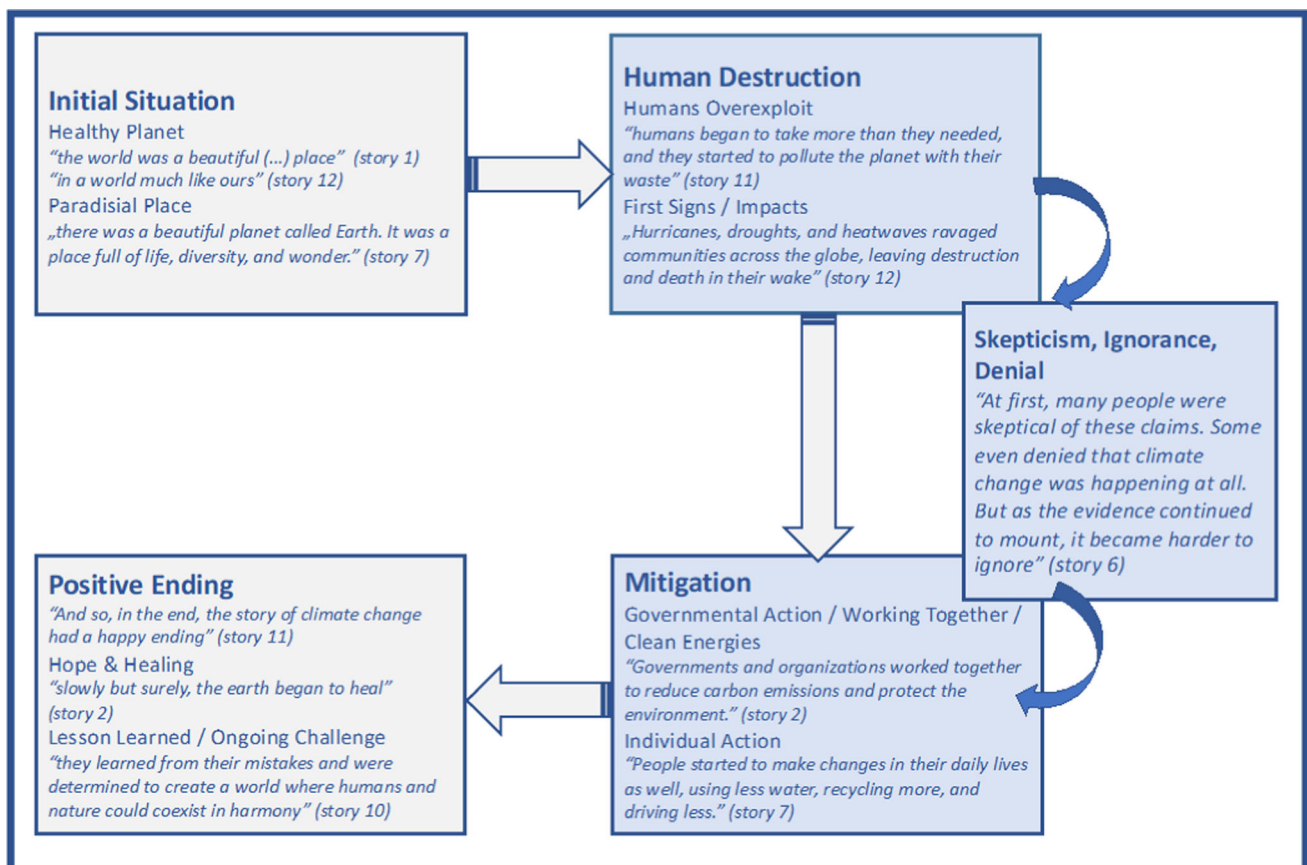 Initial Situation
Healthy Planet
“the world was a beautiful (...) place” (story 1)
“in a world much like ours” (story 12)
Paradisial Place
„there was a beautiful planet called Earth. It was a
place full of life, diversity, and wonder.” (story 7)
Human Destruction
Humans Overexploit
“humans began to take more than they needed,
and they started to pollute the planet with their
waste” (story 11)
First Signs / Impacts
„Hurricanes, droughts, and heatwaves ravaged
communities across the globe, leaving destruction
and death in their wake” (story 12)
Skepticism, Ignorance,
Denial
“At first, many people were
skeptical of these claims. Some
even denied that climate
change was happening at all.
But as the evidence continued
to mount, it became harder to
ignore” (story 6)
Mitigation
Governmental Action / Working Together /
Clean Energies
“Governments and organizations worked together
to reduce carbon emissions and protect the
environment.” (story 2)
Individual Action
“People started to make changes in their daily lives
as well, using less water, recycling more, and
driving less.” (story 7)
Positive Ending
“And so, in the end, the story of climate change
had a happy ending” (story 11)
Hope & Healing
“slowly but surely, the earth began to heal”
(story 2)
Lesson Learned / Ongoing Challenge
“they learned from their mistakes and were
determined to create a world where humans and
nature could coexist in harmony” (story 10)